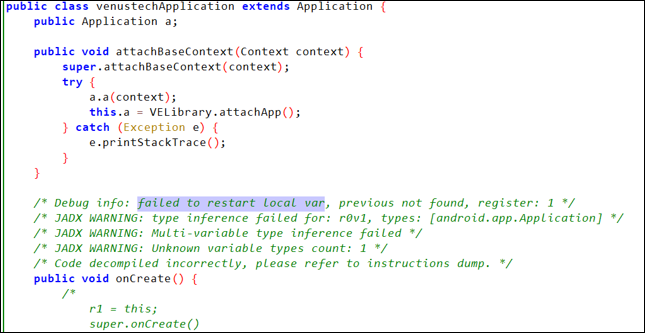 public class venustechApplication extends Application {
public Application a;
public void attachBaseContext(Context context) {
super.attachBaseContext(context);
try {
a.a(context);
this.a = VELibrary.attachApp();
} catch (Exception e) {
e.printStackTrace();
}
}
/* Debug info: failed to restart local var, previous not found, register: 1 */
/* JADX WARNING: type inference failed for: r0v1, types: [android.app.Application] */
/* JADX WARNING: Multi-variable type inference failed */
/* JADX WARNING: Unknown variable types count: 1 */
/* Code decompiled incorrectly, please refer to instructions dump. */
public void onCreate() {
/*
r1 = this;
super.onCreate()